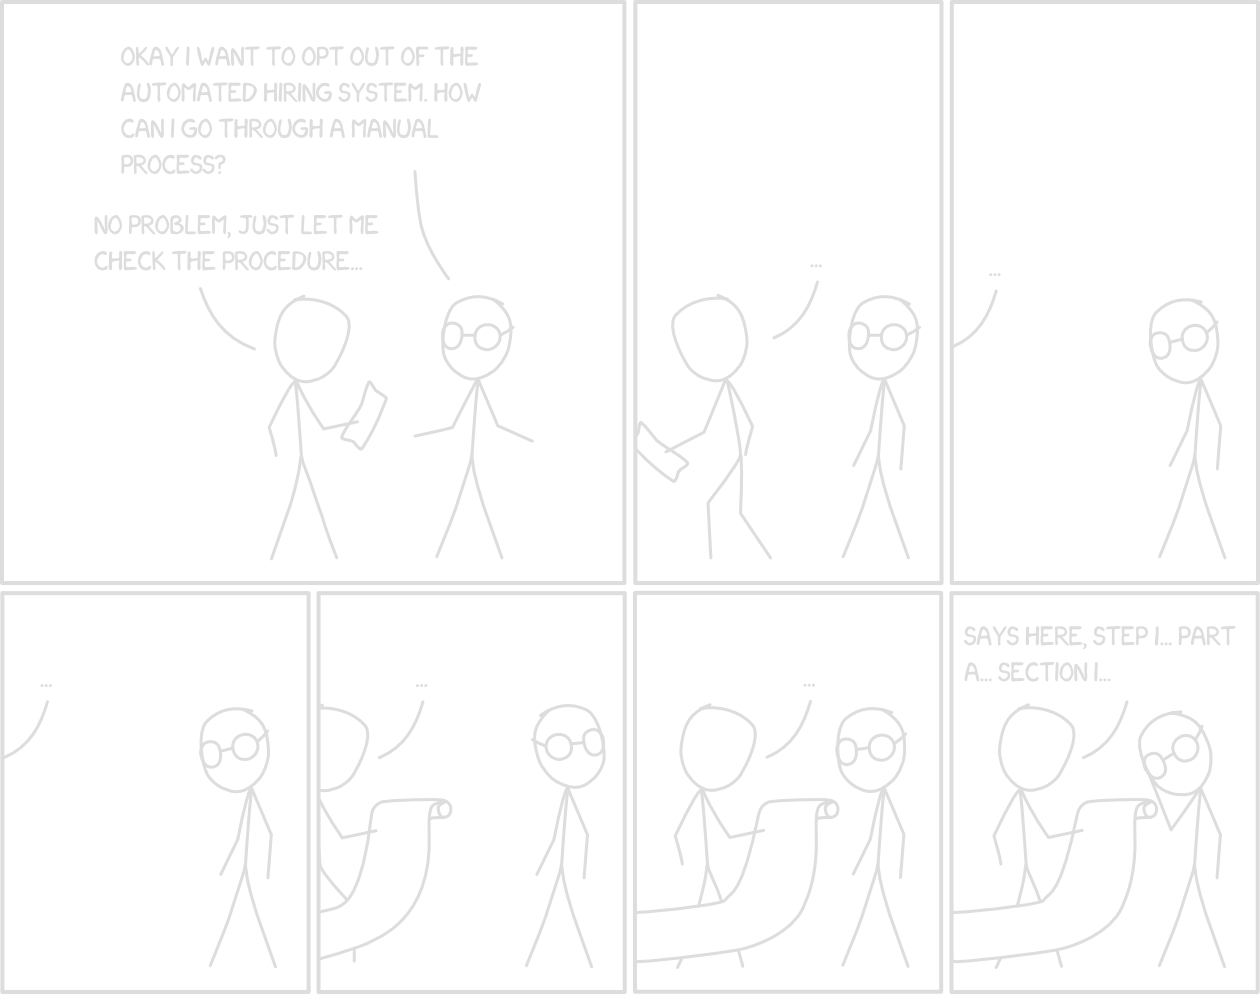 OKAY I WANT TO OPT OUT OF THE
AUTOMATED HIRING SYSTEM. HOW
CAN I GO THROUGH A MANUAL
PROCESS?
NO PROBLEM, JUST LET ME
CHECK THE PROCEDURE...
...
...
...
...
...
SAYS HERE, STEP 1... PART
A... SECTION 1...